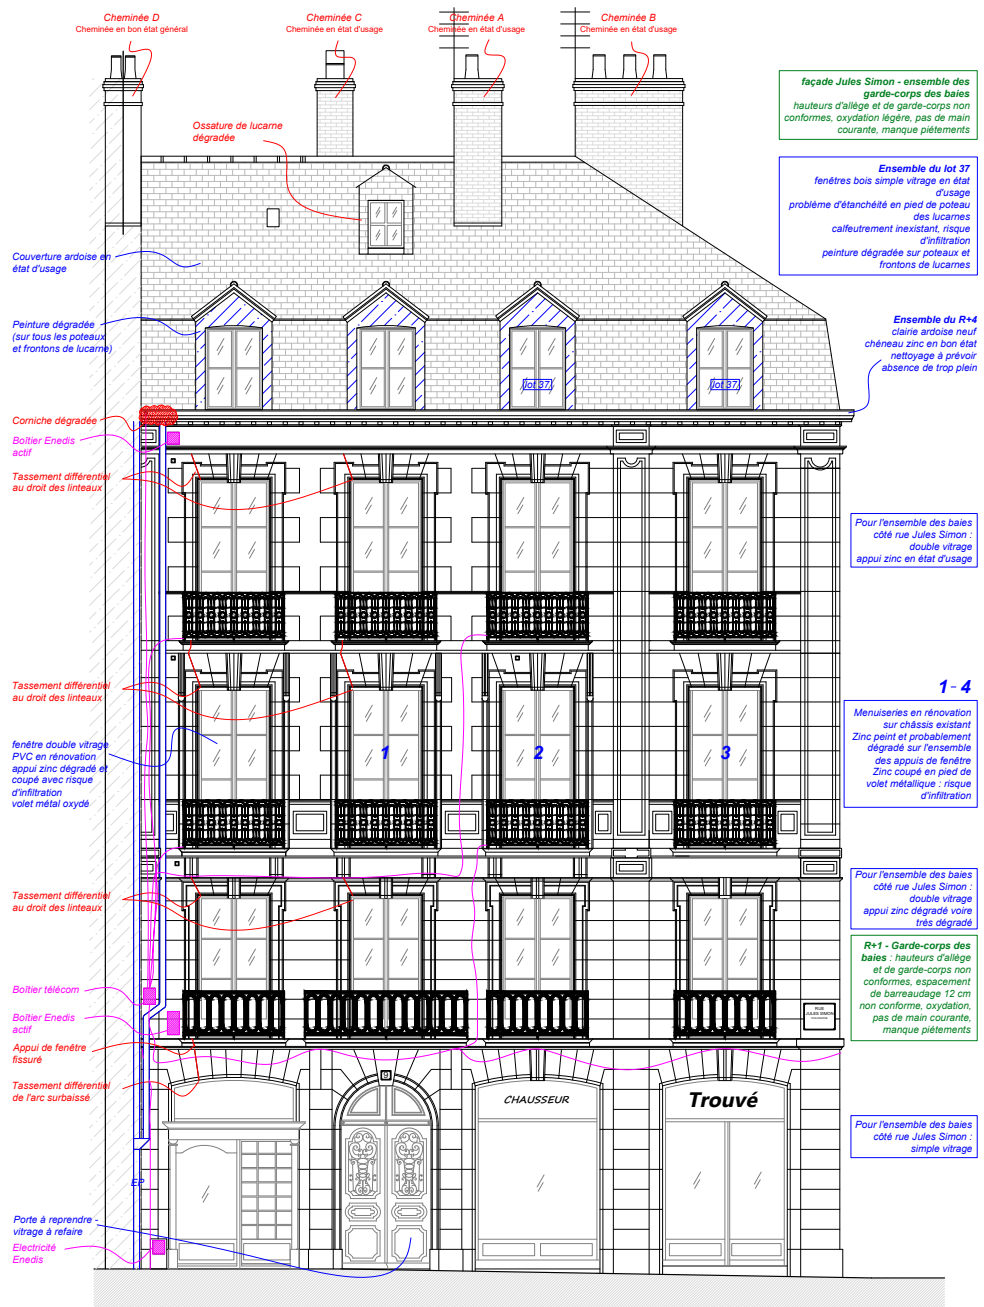 Cheminée D
Cheminée en bon état général
Cheminée C
Cheminée en état d'usage
Cheminée A
Cheminée en état d'usage
Cheminée B
Cheminée en état d'usage
façade Jules Simon - ensemble des
garde-corps des baies
hauteurs d'allège et de garde-corps non
conformes, oxydation légère, pas de main
courante, manque piétements
Ossature de lucarne
dégradée
Ensemble du lot 37
fenêtres bois simple vitrage en état
d'usage
problème d'étanchéité en pied de poteau
des lucarnes
calfeutrement inexistant, risque
d'infiltration
peinture dégradée sur poteaux et
frontons de lucarnes
Couverture ardoise en
état d'usage
Peinture dégradée
(sur tous les poteaux
et frontons de lucarne)
Ensemble du R+4
clairie ardoise neuf
chéneau zinc en bon état
nettoyage à prévoir
absence de trop plein
lot 37
lot 37
Corniche dégradée
Boîtier Enedis
actif
Tassement différentiel
au droit des linteaux
Pour l'ensemble des baies
côté rue Jules Simon :
double vitrage
appui zinc en état d'usage
Tassement différentiel
au droit des linteaux
1- 4
Menuiseries en rénovation
sur châssis existant
Zinc peint et probablement
dégradé sur l'ensemble
des appuis de fenêtre
Zinc coupé en pied de
volet métallique : risque
d'infiltration
fenêtre double vitrage
PVC en rénovation
appui zinc dégradé et
coupé avec risque
d'infiltration
volet métal oxydé
1
2
3
Tassement différentiel
au droit des linteaux
Pour l'ensemble des baies
côté rue Jules Simon :
double vitrage
appui zinc dégradé voire
très dégradé
R+1 - Garde-corps des
baies : hauteurs d'allège
et de garde-corps non
conformes, espacement
de barreaudage 12 cm
non conforme, oxydation,
pas de main courante,
manque piétements
Boîtier télécom
Boîtier Enedis
actif
RUE
JULES SIMON
Appui de fenêtre
fissuré
Tassement différentiel
de l'arc surbaissé
9
CHAUSSEUR
Trouvé
Pour l'ensemble des baies
côté rue Jules Simon :
simple vitrage
EP
Porte à reprendre -
vitrage à refaire
Electricité
Enedis